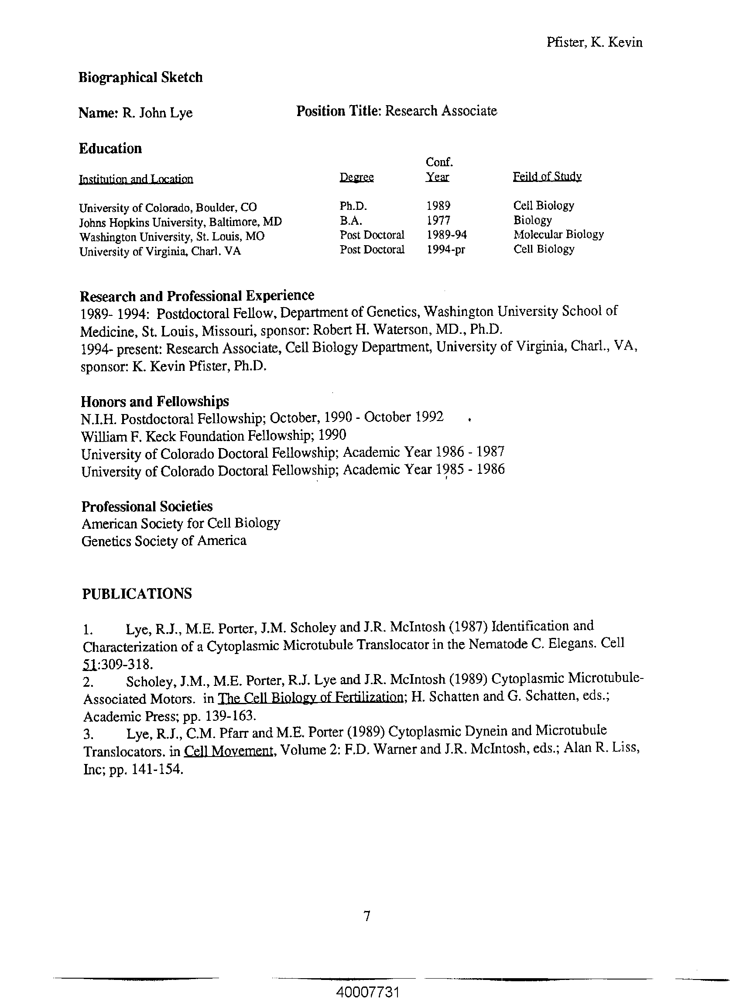 Pfister, K. Kevin
Biographical Sketch
Name: R. John Lye Position Title: Research Associate
Education
Conf.
Institution and Location Degree Year Feild of Study
University of Colorado, Boulder, CO Ph.D. 1989 Cell Biology
Johns Hopkins University, Baltimore, MD B.A. 1977 Biology
Washington University, St. Louis, MO Post Doctoral 1989-94 Molecular Biology
University of Virginia, Charl. VA Post Doctoral 1994-pr Cell Biology
Research and Professional Experience
1989- 1994: Postdoctoral Fellow, Department of Genetics, Washington University School of
Medicine, St. Louis, Missouri, sponsor: Robert H. Waterson, MD., Ph.D.
1994- present: Research Associate, Cell Biology Department, University of Virginia, Charl., VA,
sponsor: K. Kevin Pfister, Ph.D.
Honors and Fellowships
N.I.H. Postdoctoral Fellowship; October, 1990 - October 1992
William F. Keck Foundation Fellowship; 1990
University of Colorado Doctoral Fellowship; Academic Year 1986 - 1987
University of Colorado Doctoral Fellowship; Academic Year 1985 - 1986
Professional Societies
American Society for Cell Biology
Genetics Society of America
PUBLICATIONS
1. Lye, R.J., M.E. Porter, J.M. Scholey and J.R. McIntosh (1987) Identification and
Characterization of a Cytoplasmic Microtubule Translocator in the Nematode C. Elegans. Cell
51:309-318.
2. Scholey, J.M., M.E. Porter, R.J. Lye and J.R. McIntosh (1989) Cytoplasmic Microtubule-
Associated Motors. in The Cell Biology of Fertilization; H. Schatten and G. Schatten, eds.;
Academic Press; pp. 139-163.
3. Lye, R.J., C.M. Pfarr and M.E. Porter (1989) Cytoplasmic Dynein and Microtubule
Translocators. in Cell Movement, Volume 2: F.D. Warner and J.R. McIntosh, eds.; Alan R. Liss,
Inc; pp. 141-154.
7
40007731